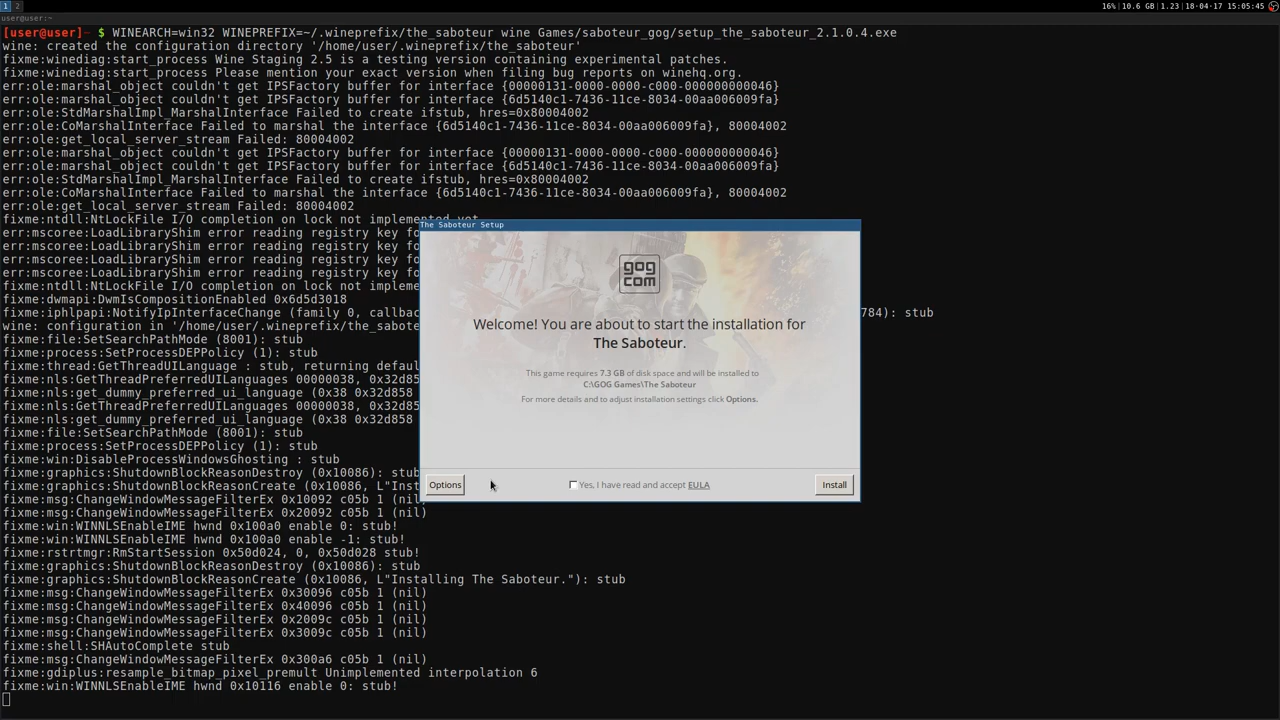 1 2
16%|10.6 GB|1.23|18-04-17 15:05:45
user@user:~
[user@user]~ $ WINEARCH=win32 WINEPREFIX=~/.wineprefix/the_saboteur wine Games/saboteur_gog/setup_the_saboteur_2.1.0.4.exe
wine: created the configuration directory '/home/user/.wineprefix/the_saboteur'
fixme:winediag:start_process Wine Staging 2.5 is a testing version containing experimental patches.
fixme:winediag:start_process Please mention your exact version when filing bug reports on winehq.org.
err:ole:marshal_object couldn't get IPSFactory buffer for interface {00000131-0000-0000-c000-000000000046}
err:ole:marshal_object couldn't get IPSFactory buffer for interface {6d5140c1-7436-11ce-8034-00aa006009fa}
err:ole:StdMarshalImpl_MarshalInterface Failed to create ifstub, hres=0x80004002
err:ole:CoMarshalInterface Failed to marshal the interface {6d5140c1-7436-11ce-8034-00aa006009fa}, 80004002
err:ole:get_local_server_stream Failed: 80004002
err:ole:marshal_object couldn't get IPSFactory buffer for interface {00000131-0000-0000-c000-000000000046}
err:ole:marshal_object couldn't get IPSFactory buffer for interface {6d5140c1-7436-11ce-8034-00aa006009fa}
err:ole:StdMarshalImpl_MarshalInterface Failed to create ifstub, hres=0x80004002
err:ole:CoMarshalInterface Failed to marshal the interface {6d5140c1-7436-11ce-8034-00aa006009fa}, 80004002
err:ole:get_local_server_stream Failed: 80004002
fixme:ntdll:NtLockFile I/O completion on lock not implemented yet
err:mscoree:LoadLibraryShim error reading registry key fo
err:mscoree:LoadLibraryShim error reading registry key fo
err:mscoree:LoadLibraryShim error reading registry key fo
err:mscoree:LoadLibraryShim error reading registry key fo
fixme:ntdll:NtLockFile I/O completion on lock not impleme
fixme:dwmapi:DwmIsCompositionEnabled 0x6d5d3018
fixme:iphlpapi:NotifyIpInterfaceChange (family 0, callbac 784): stub
wine: configuration in '/home/user/.wineprefix/the_sabote
fixme:file:SetSearchPathMode (8001): stub
fixme:process:SetProcessDEPPolicy (1): stub
fixme:thread:GetThreadUILanguage : stub, returning defaul
fixme:nls:GetThreadPreferredUILanguages 00000038, 0x32d85
fixme:nls:get_dummy_preferred_ui_language (0x38 0x32d858
fixme:nls:GetThreadPreferredUILanguages 00000038, 0x32d85
fixme:nls:get_dummy_preferred_ui_language (0x38 0x32d858
fixme:file:SetSearchPathMode (8001): stub
fixme:process:SetProcessDEPPolicy (1): stub
fixme:win:DisableProcessWindowsGhosting : stub
fixme:graphics:ShutdownBlockReasonDestroy (0x10086): stub
fixme:graphics:ShutdownBlockReasonCreate (0x10086, L"Inst
fixme:msg:ChangeWindowMessageFilterEx 0x10092 c05b 1 (nil)
fixme:msg:ChangeWindowMessageFilterEx 0x20092 c05b 1 (nil)
fixme:win:WINNLSEnableIME hwnd 0x100a0 enable 0: stub!
fixme:win:WINNLSEnableIME hwnd 0x100a0 enable -1: stub!
fixme:rstrtmgr:RmStartSession 0x50d024, 0, 0x50d028 stub!
fixme:graphics:ShutdownBlockReasonDestroy (0x10086): stub
fixme:graphics:ShutdownBlockReasonCreate (0x10086, L"Installing The Saboteur."): stub
fixme:msg:ChangeWindowMessageFilterEx 0x30096 c05b 1 (nil)
fixme:msg:ChangeWindowMessageFilterEx 0x40096 c05b 1 (nil)
fixme:msg:ChangeWindowMessageFilterEx 0x2009c c05b 1 (nil)
fixme:msg:ChangeWindowMessageFilterEx 0x3009c c05b 1 (nil)
fixme:shell:SHAutoComplete stub
fixme:msg:ChangeWindowMessageFilterEx 0x300a6 c05b 1 (nil)
fixme:gdiplus:resample_bitmap_pixel_premult Unimplemented interpolation 6
fixme:win:WINNLSEnableIME hwnd 0x10116 enable 0: stub!
The Saboteur Setup
gog
com
Welcome! You are about to start the installation for
The Saboteur.
This game requires 7.3 GB of disk space and will be installed to
C:\GOG Games\The Saboteur
For more details and to adjust installation settings click Options.
Options
Yes, I have read and accept EULA
Install